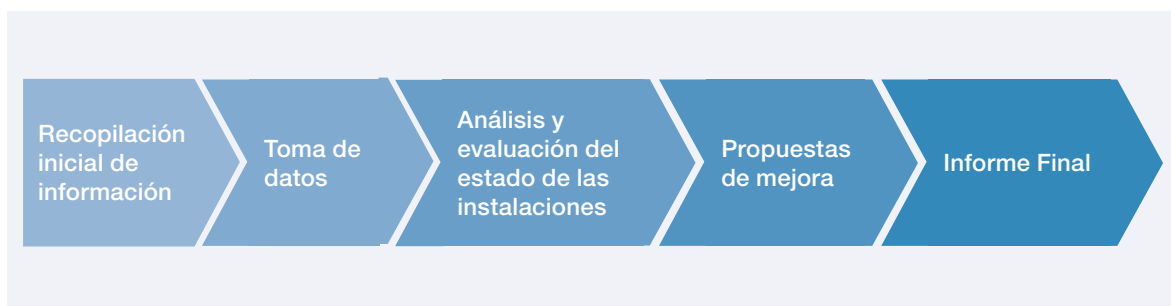 Recopilación
inicial de
información
Toma de
datos
Análisis y
evaluación del
estado de las
instalaciones
Propuestas
de mejora
Informe Final